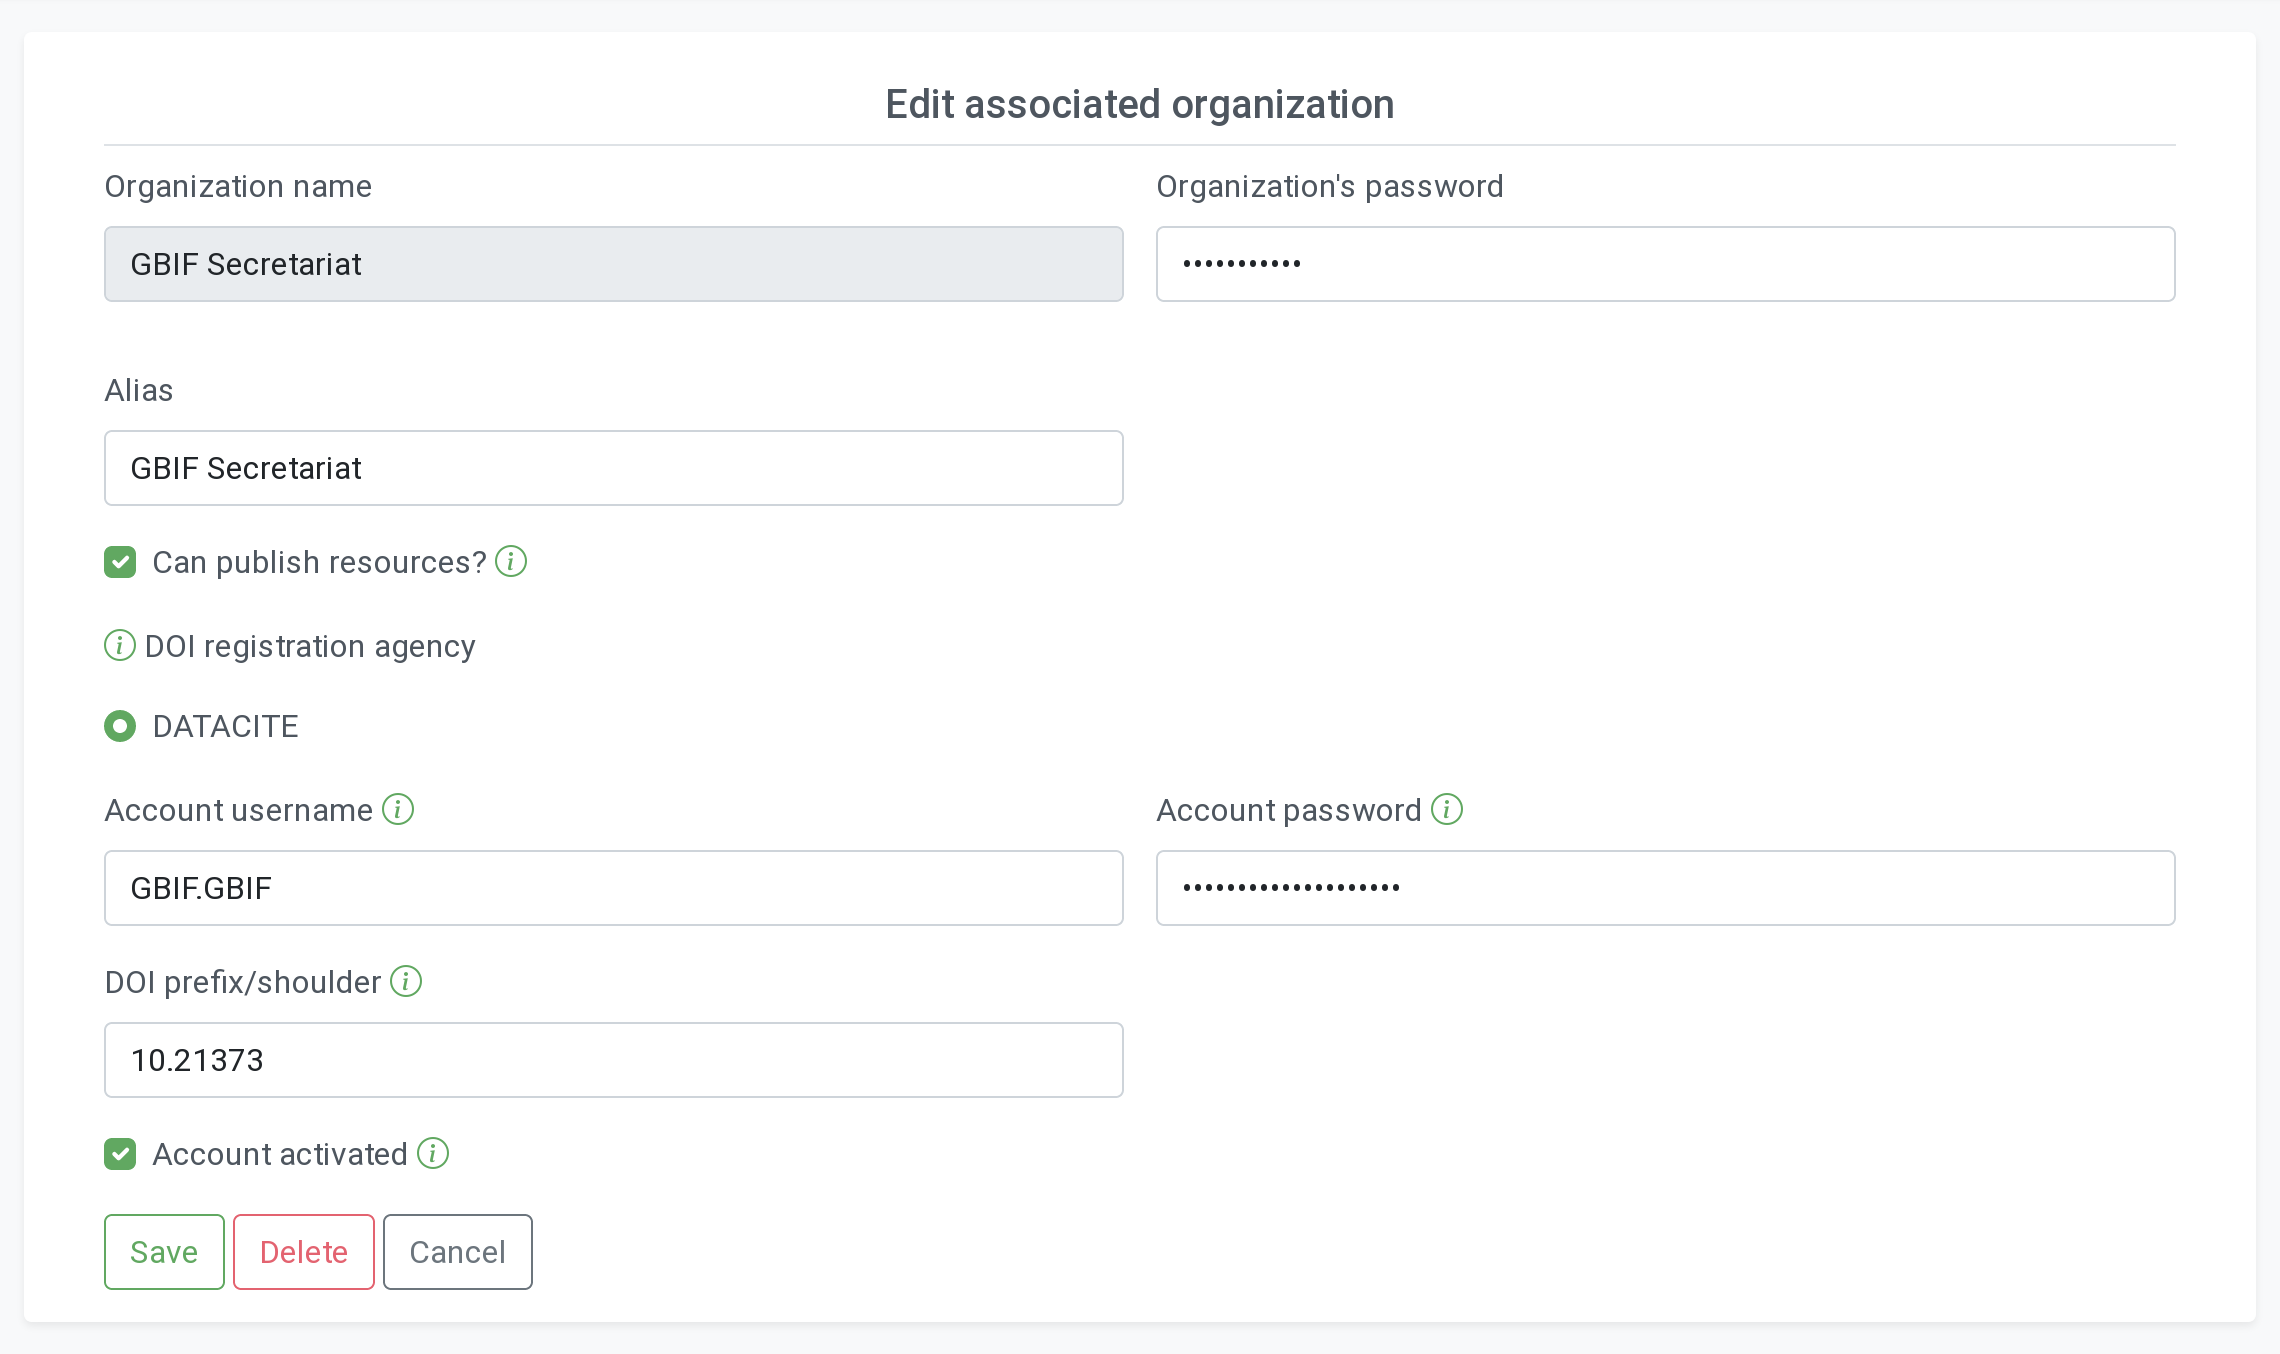 Edit associated organization
Organization name
Organization's password
GBIF Secretariat
•••••••••••
Alias
GBIF Secretariat
Can publish resources?
DOI registration agency
DATACITE
Account username
Account password
GBIF.GBIF
••••••••••••••••••••
DOI prefix/shoulder
10.21373
Account activated
Save
Delete
Cancel